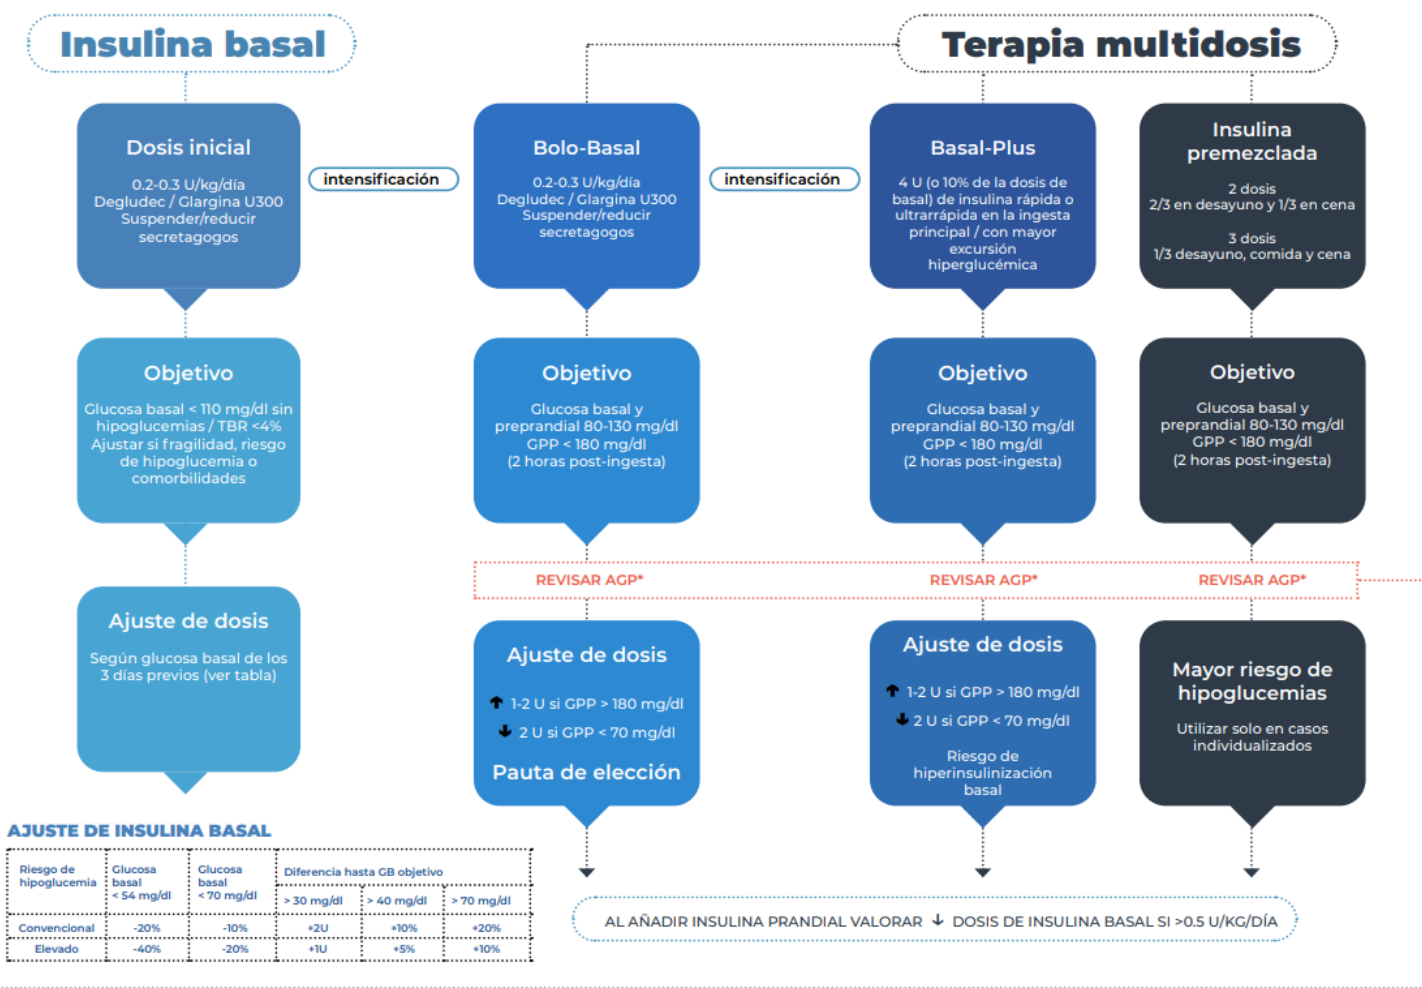 Insulina basal
Terapia multidosis
Dosis inicial
0.2-0.3 U/kg/día
Degludec / Glargina U300
Suspender/reducir
secretagogos
intensificación
Bolo-Basal
0.2-0.3 U/kg/día
Degludec / Glargina U300
Suspender/reducir
secretagogos
intensificación
Basal-Plus
4 U (o 10% de la dosis de
basal) de insulina rápida o
ultrarrápida en la ingesta
principal / con mayor
excursión
hiperglucémica
Insulina
premezclada
2 dosis
2/3 en desayuno y 1/3 en cena
3 dosis
1/3 desayuno, comida y cena
Objetivo
Glucosa basal < 110 mg/dl sin
hipoglucemias / TBR <4%
Ajustar si fragilidad, riesgo
de hipoglucemia o
comorbilidades
Objetivo
Glucosa basal y
preprandial 80-130 mg/dl
GPP < 180 mg/dl
(2 horas post-ingesta)
Objetivo
Glucosa basal y
preprandial 80-130 mg/dl
GPP < 180 mg/dl
(2 horas post-ingesta)
Objetivo
Glucosa basal y
preprandial 80-130 mg/dl
GPP < 180 mg/dl
(2 horas post-ingesta)
REVISAR AGP*
REVISAR AGP*
REVISAR AGP*
Ajuste de dosis
Según glucosa basal de los
3 días previos (ver tabla)
Ajuste de dosis
↑ 1-2 U si GPP > 180 mg/dl
↓ 2 U si GPP < 70 mg/dl
Pauta de elección
Ajuste de dosis
↑ 1-2 U si GPP > 180 mg/dl
↓ 2 U si GPP < 70 mg/dl
Riesgo de
hiperinsulinización
basal
Mayor riesgo de
hipoglucemias
Utilizar solo en casos
individualizados
AJUSTE DE INSULINA BASAL
Riesgo de
hipoglucemia
Glucosa
basal
< 54 mg/dl
Glucosa
basal
< 70 mg/dl
Diferencia hasta GB objetivo
> 30 mg/dl > 40 mg/dl > 70 mg/dl
Convencional -20% -10% +2U +10% +20%
Elevado -40% -20% +1U +5% +10%
AL AÑADIR INSULINA PRANDIAL VALORAR ↓ DOSIS DE INSULINA BASAL SI >0.5 U/KG/DÍA